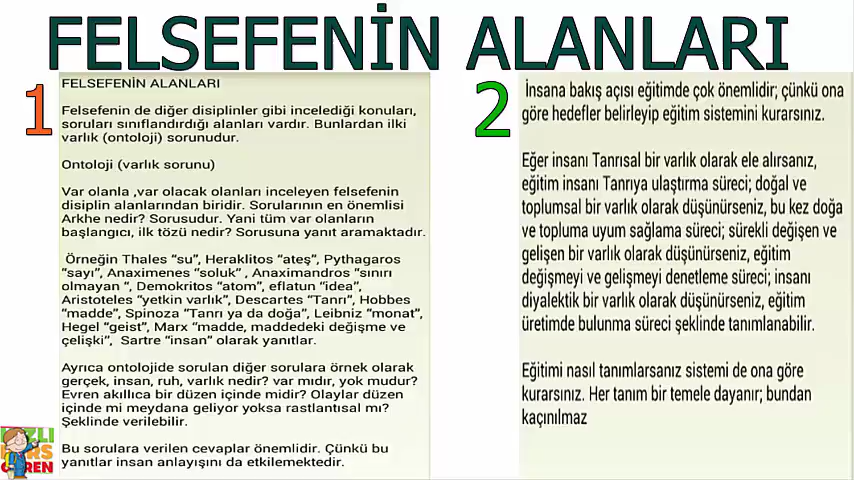 FELSEFENİN ALANLARI
1
FELSEFENİN ALANLARI
Felsefenin de diğer disiplinler gibi incelediği konuları,
soruları sınıflandırdığı alanları vardır. Bunlardan ilki
varlık (ontoloji) sorunudur.
Ontoloji (varlık sorunu)
Var olanla ,var olacak olanları inceleyen felsefenin
disiplin alanlarından biridir. Sorularının en önemlisi
Arkhe nedir? Sorusudur. Yani tüm var olanların
başlangıcı, ilk tözü nedir? Sorusuna yanıt aramaktadır.
Örneğin Thales "su", Heraklitos "ateş", Pythagaros
"sayı", Anaximenes "soluk" , Anaximandros "sınırı
olmayan ", Demokritos "atom", eflatun "idea",
Aristoteles "yetkin varlık", Descartes "Tanrı", Hobbes
"madde", Spinoza "Tanrı ya da doğa", Leibniz "monat",
Hegel "geist", Marx "madde, maddedeki değişme ve
çelişki", Sartre "insan" olarak yanıtlar.
Ayrıca ontolojide sorulan diğer sorulara örnek olarak
gerçek, insan, ruh, varlık nedir? var mıdır, yok mudur?
Evren akıllıca bir düzen içinde midir? Olaylar düzen
içinde mi meydana geliyor yoksa rastlantısal mı?
Şeklinde verilebilir.
Bu sorulara verilen cevaplar önemlidir. Çünkü bu
yanıtlar insan anlayışını da etkilemektedir.
2
İnsana bakış açısı eğitimde çok önemlidir; çünkü ona
göre hedefler belirleyip eğitim sistemini kurarsınız.
Eğer insanı Tanrısal bir varlık olarak ele alırsanız,
eğitim insanı Tanrıya ulaştırma süreci; doğal ve
toplumsal bir varlık olarak düşünürseniz, bu kez doğa
ve topluma uyum sağlama süreci; sürekli değişen ve
gelişen bir varlık olarak düşünürseniz, eğitim
değişmeyi ve gelişmeyi denetleme süreci; insanı
diyalektik bir varlık olarak düşünürseniz, eğitim
üretimde bulunma süreci şeklinde tanımlanabilir.
Eğitimi nasıl tanımlarsanız sistemi de ona göre
kurarsınız. Her tanım bir temele dayanır; bundan
kaçınılmaz